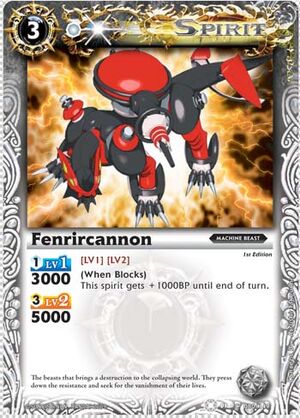 3
SPIRIT
Fenrircannon
MACHINE BEAST
1st Edition
1 LV1
3000
[LV1] [LV2]
(When Blocks)
This spirit gets +1000BP until end of turn.
3 LV2
5000
The beasts that brings a destruction to the collapsed world. They press
down the resistance and seek for the vanishment of their lives.